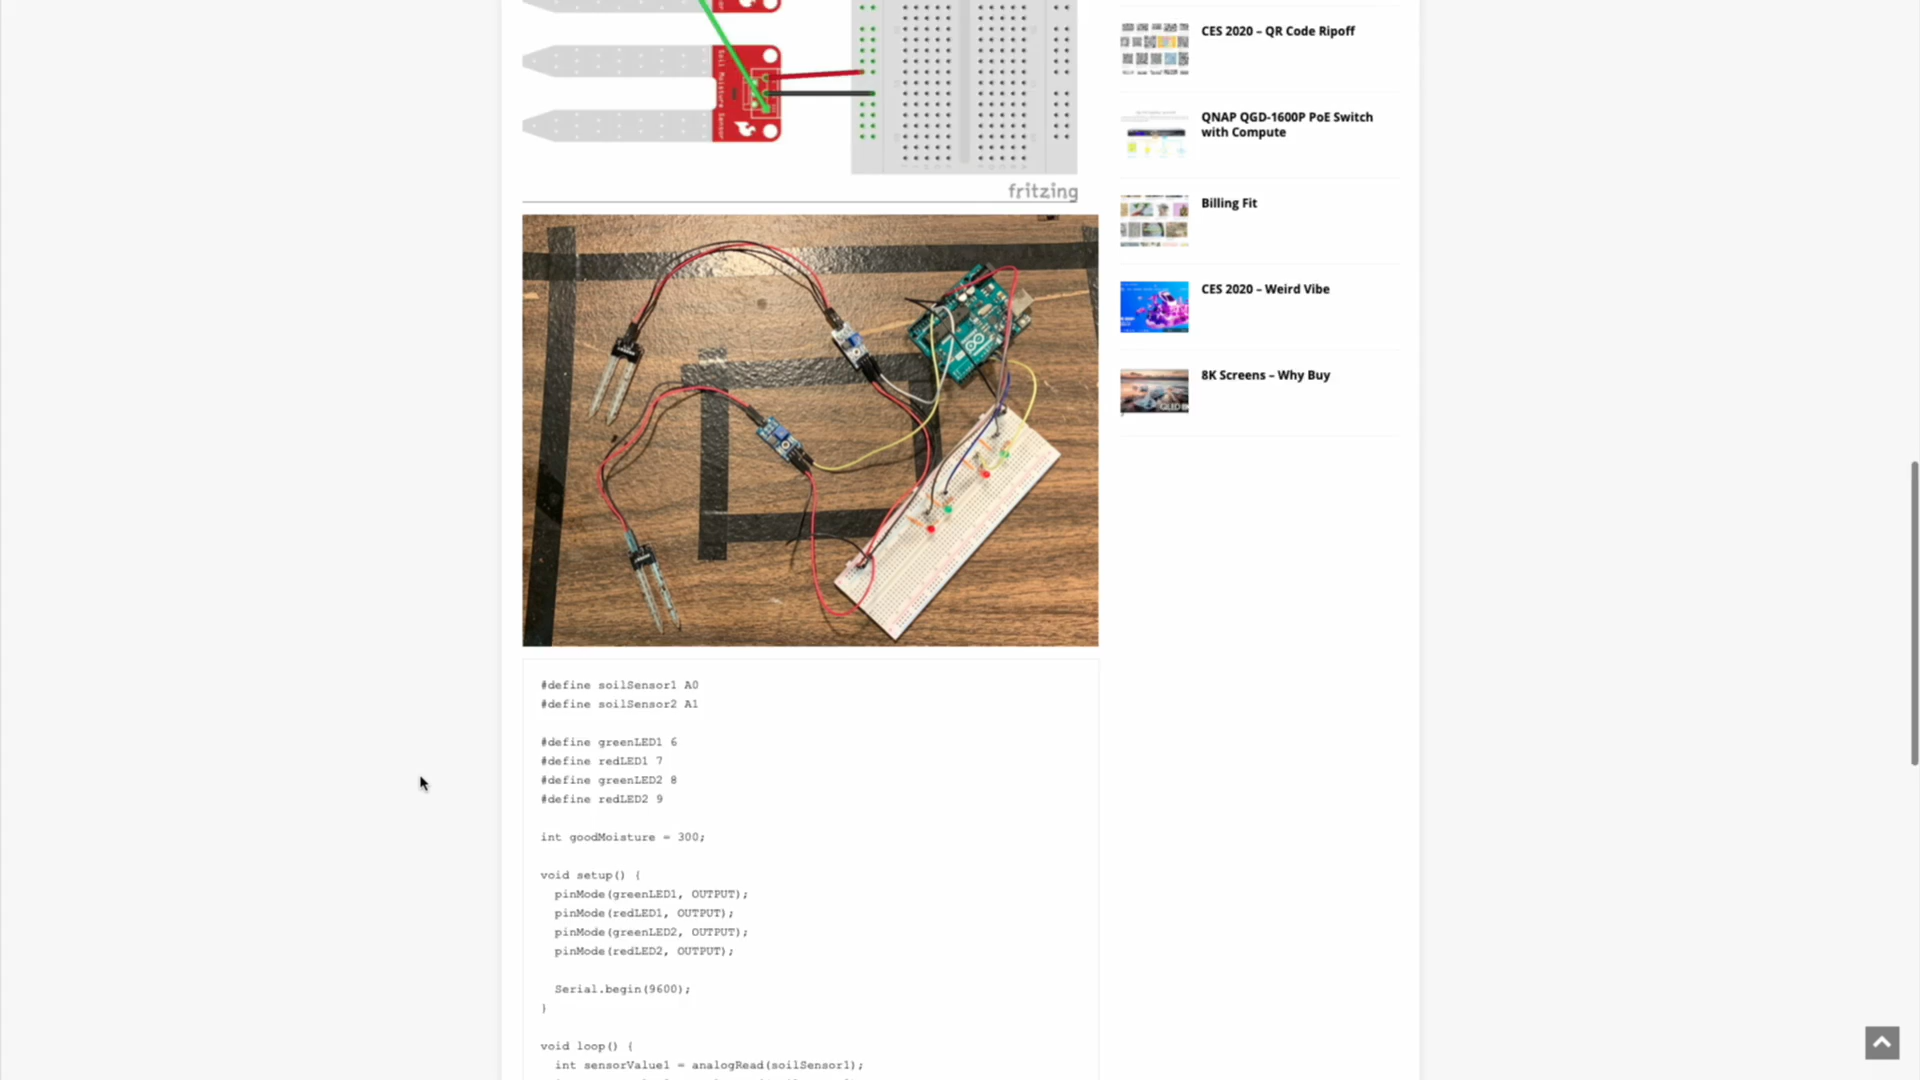 Soil Moisture Sensor
fritzing
#define soilSensor1 A0
#define soilSensor2 A1
#define greenLED1 6
#define redLED1 7
#define greenLED2 8
#define redLED2 9
int goodMoisture = 300;
void setup() {
pinMode(greenLED1, OUTPUT);
pinMode(redLED1, OUTPUT);
pinMode(greenLED2, OUTPUT);
pinMode(redLED2, OUTPUT);
Serial.begin(9600);
}
void loop() {
int sensorValue1 = analogRead(soilSensor1);
CES 2020 – QR Code Ripoff
QNAP QGD-1600P PoE Switch
with Compute
Billing Fit
CES 2020 – Weird Vibe
8K Screens – Why Buy